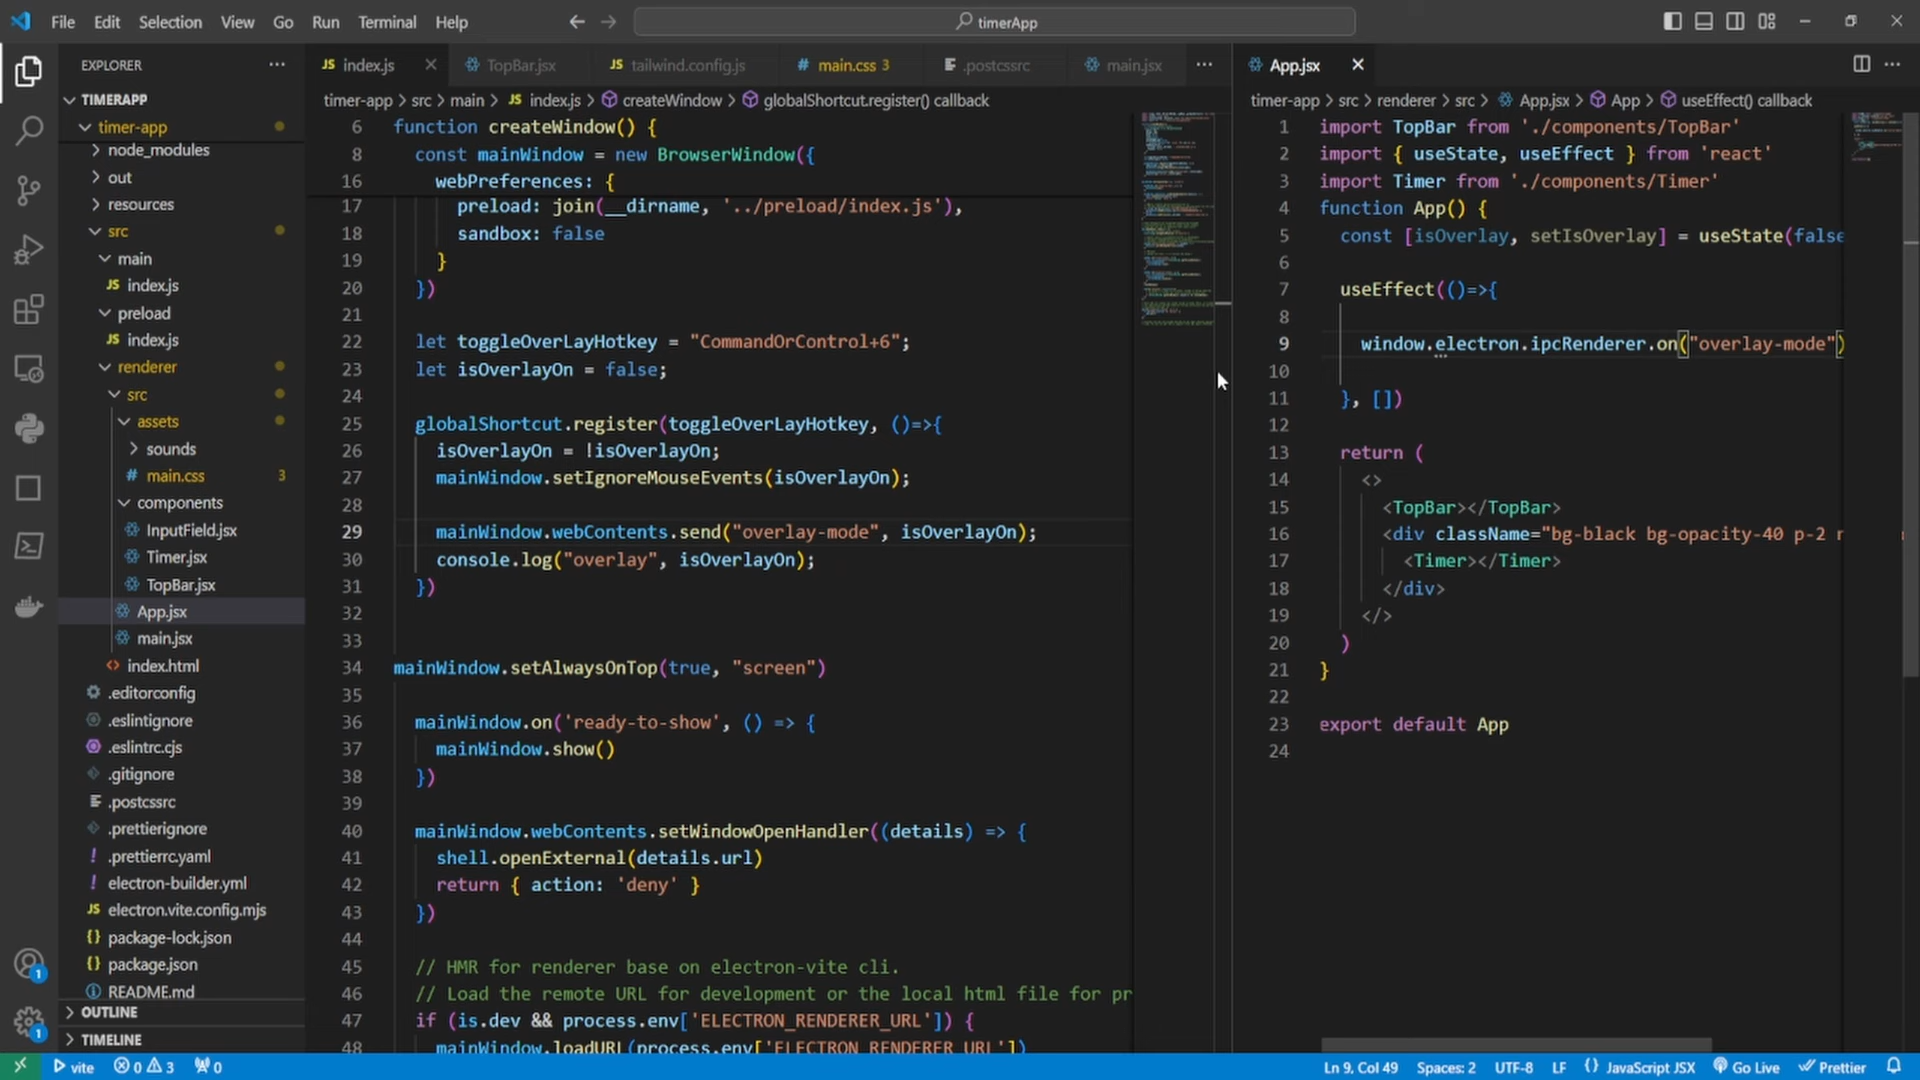 File Edit Selection View Go Run Terminal Help
timerApp
EXPLORER
TIMERAPP
timer-app
node_modules
out
resources
src
main
index.js
preload
index.js
renderer
src
assets
sounds
main.css 3
components
InputField.jsx
Timer.jsx
TopBar.jsx
App.jsx
main.jsx
index.html
.editorconfig
.eslintignore
.eslintrc.cjs
.gitignore
.postcssrc
.prettierignore
.prettierrc.yaml
electron-builder.yml
electron.vite.config.mjs
package-lock.json
package.json
README.md
OUTLINE
TIMELINE
index.js TopBar.jsx tailwind.config.js main.css 3 .postcssrc main.jsx
timer-app > src > main > index.js > createWindow > globalShortcut.register() callback
6 function createWindow() {
8 const mainWindow = new BrowserWindow({
16 webPreferences: {
17 preload: join(__dirname, '../preload/index.js'),
18 sandbox: false
19 }
20 })
21
22 let toggleOverLayHotkey = "CommandOrControl+6";
23 let isOverlayOn = false;
24
25 globalShortcut.register(toggleOverLayHotkey, ()=>{
26 isOverlayOn = !isOverlayOn;
27 mainWindow.setIgnoreMouseEvents(isOverlayOn);
28
29 mainWindow.webContents.send("overlay-mode", isOverlayOn);
30 console.log("overlay", isOverlayOn);
31 })
32
33
34 mainWindow.setAlwaysOnTop(true, "screen")
35
36 mainWindow.on('ready-to-show', () => {
37 mainWindow.show()
38 })
39
40 mainWindow.webContents.setWindowOpenHandler((details) => {
41 shell.openExternal(details.url)
42 return { action: 'deny' }
43 })
44
45 // HMR for renderer base on electron-vite cli.
46 // Load the remote URL for development or the local html file for pr
47 if (is.dev && process.env['ELECTRON_RENDERER_URL']) {
48 mainWindow.loadURL(process.env['ELECTRON_RENDERER_URL'])
App.jsx
timer-app > src > renderer > src > App.jsx > App > useEffect() callback
1 import TopBar from './components/TopBar'
2 import { useState, useEffect } from 'react'
3 import Timer from './components/Timer'
4 function App() {
5 const [isOverlay, setIsOverlay] = useState(false
6
7 useEffect(()=>{
8
9 window.electron.ipcRenderer.on("overlay-mode")
10
11 }, [])
12
13 return (
14 <>
15 <TopBar></TopBar>
16 <div className="bg-black bg-opacity-40 p-2
17 <Timer></Timer>
18 </div>
19 </>
20 )
21 }
22
23 export default App
24
1
1
vite 0 3 0
Ln 9, Col 49 Spaces: 2 UTF-8 LF {} JavaScript JSX Go Live Prettier